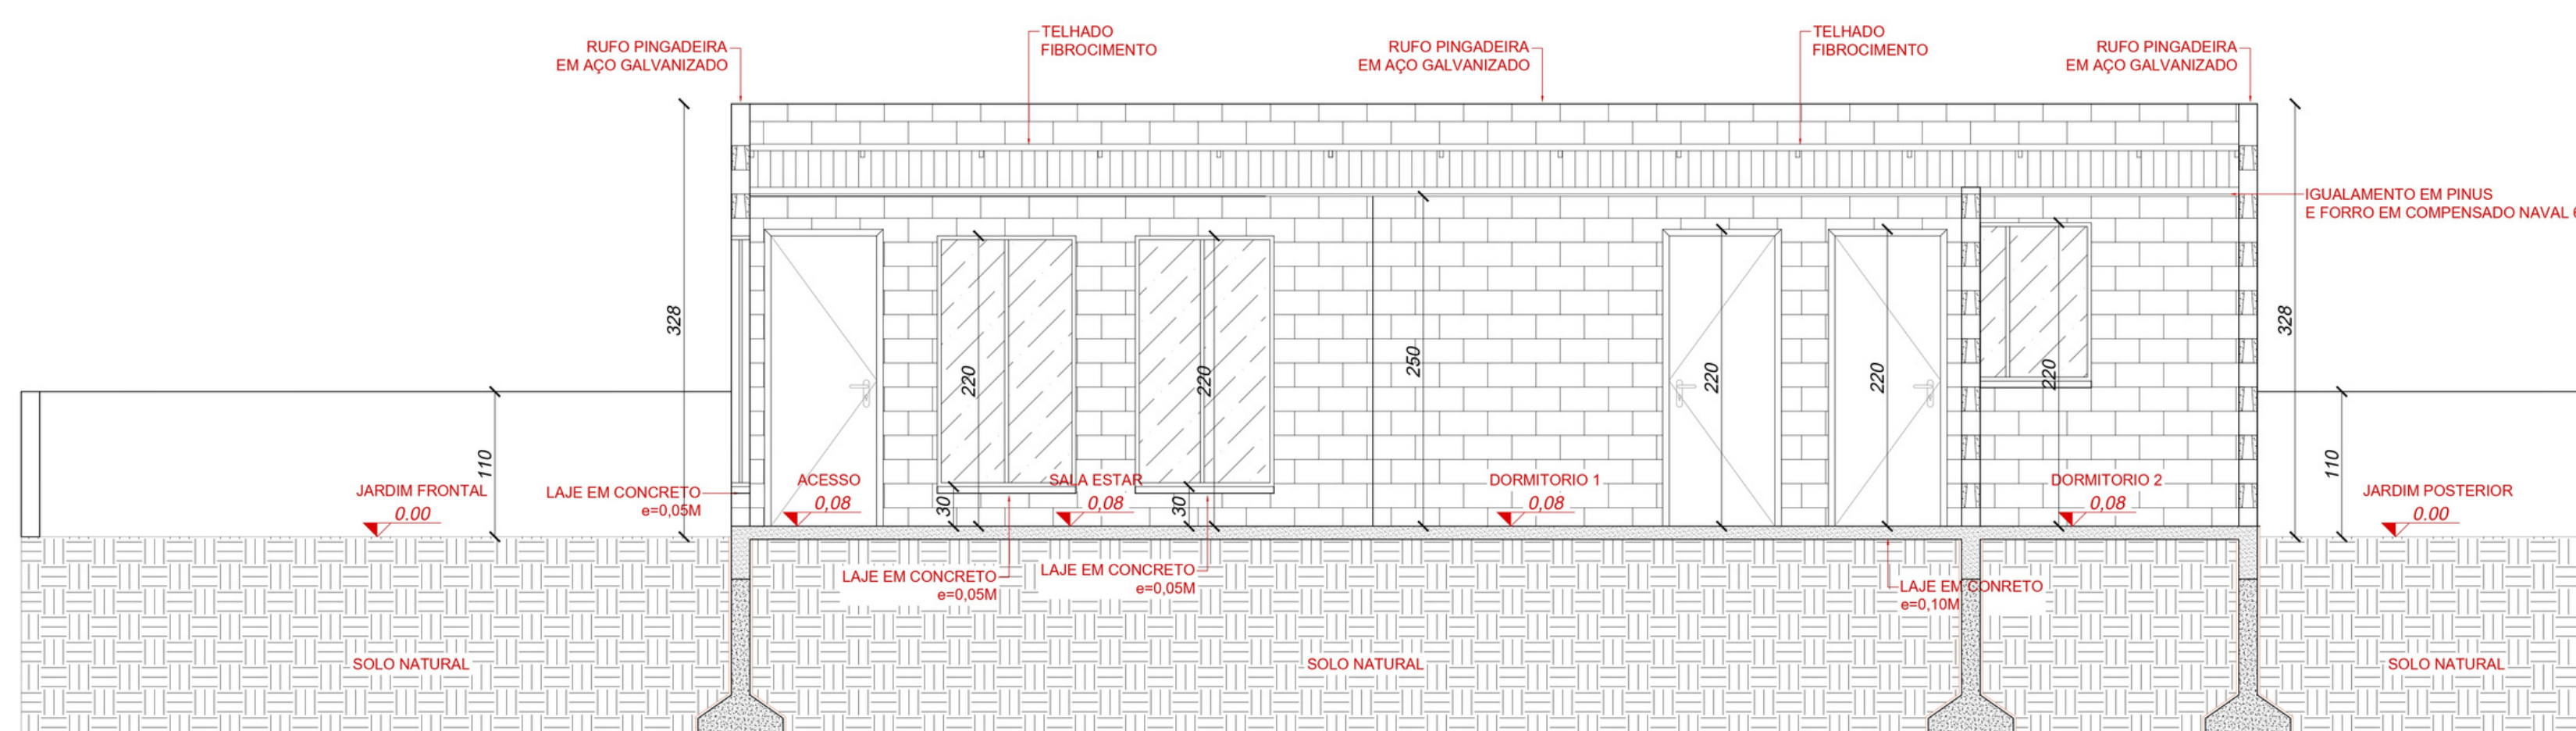 TELHADO
FIBROCIMENTO
TELHADO
FIBROCIMENTO
RUFO PINGADEIRA
EM AÇO GALVANIZADO
RUFO PINGADEIRA
EM AÇO GALVANIZADO
RUFO PINGADEIRA
EM AÇO GALVANIZADO
IGUALAMENTO EM PINUS
E FORRO EM COMPENSADO NAVAL
328
328
250
220
220
220
220
220
110
110
30
30
JARDIM FRONTAL
0.00
LAJE EM CONCRETO
e=0,05M
ACESSO
0,08
SALA ESTAR
0,08
DORMITORIO 1
0,08
DORMITORIO 2
0,08
JARDIM POSTERIOR
0.00
LAJE EM CONCRETO
e=0,05M
LAJE EM CONCRETO
e=0,05M
LAJE EM CONRETO
e=0,10M
SOLO NATURAL
SOLO NATURAL
SOLO NATURAL